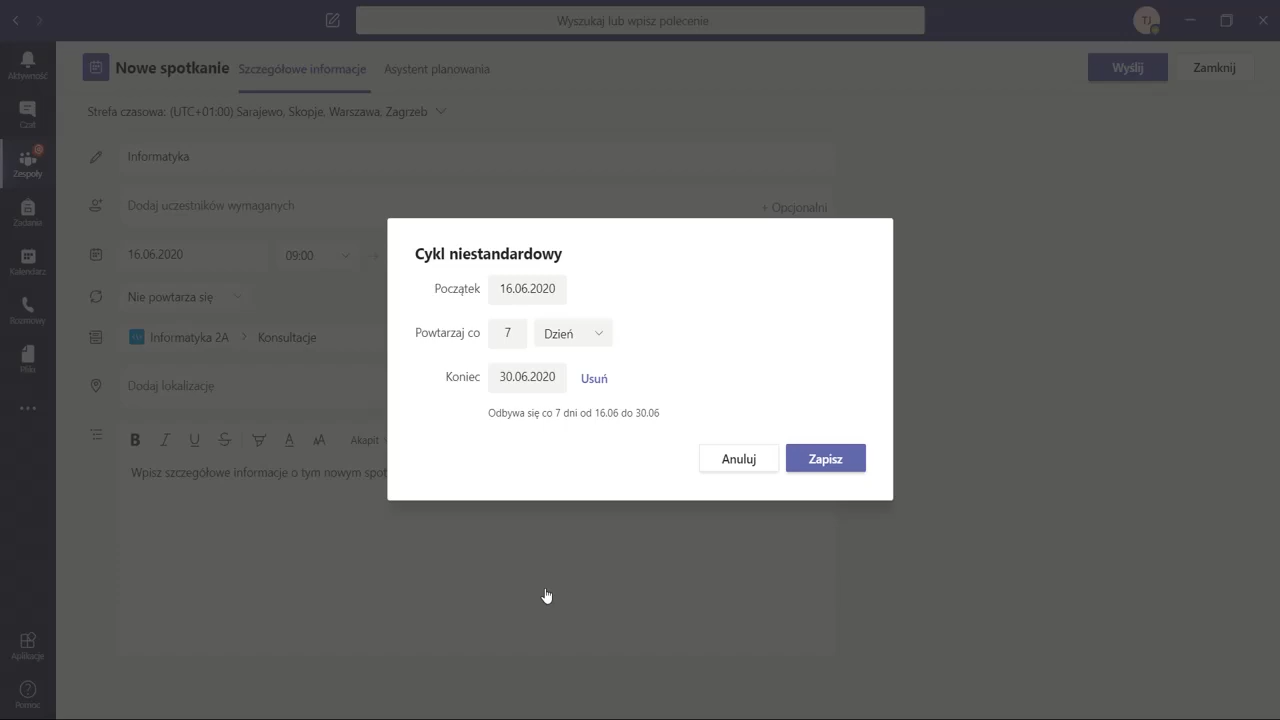 Wyszukaj lub wpisz polecenie
TJ
Aktywność
Czat
Zespoły
Zadania
Kalendarz
Rozmowy
Pliki
Aplikacje
Pomoc
Nowe spotkanie
Szczegółowe informacje
Asystent planowania
Wyślij
Zamknij
Strefa czasowa: (UTC+01:00) Sarajewo, Skopje, Warszawa, Zagrzeb
Informatyka
Dodaj uczestników wymaganych
+ Opcjonalni
16.06.2020
09:00
Nie powtarza się
Informatyka 2A > Konsultacje
Dodaj lokalizację
B I U S A AA Akapit
Wpisz szczegółowe informacje o tym nowym spot
Cykl niestandardowy
Początek 16.06.2020
Powtarzaj co 7 Dzień
Koniec 30.06.2020 Usuń
Odbywa się co 7 dni od 16.06 do 30.06
Anuluj
Zapisz